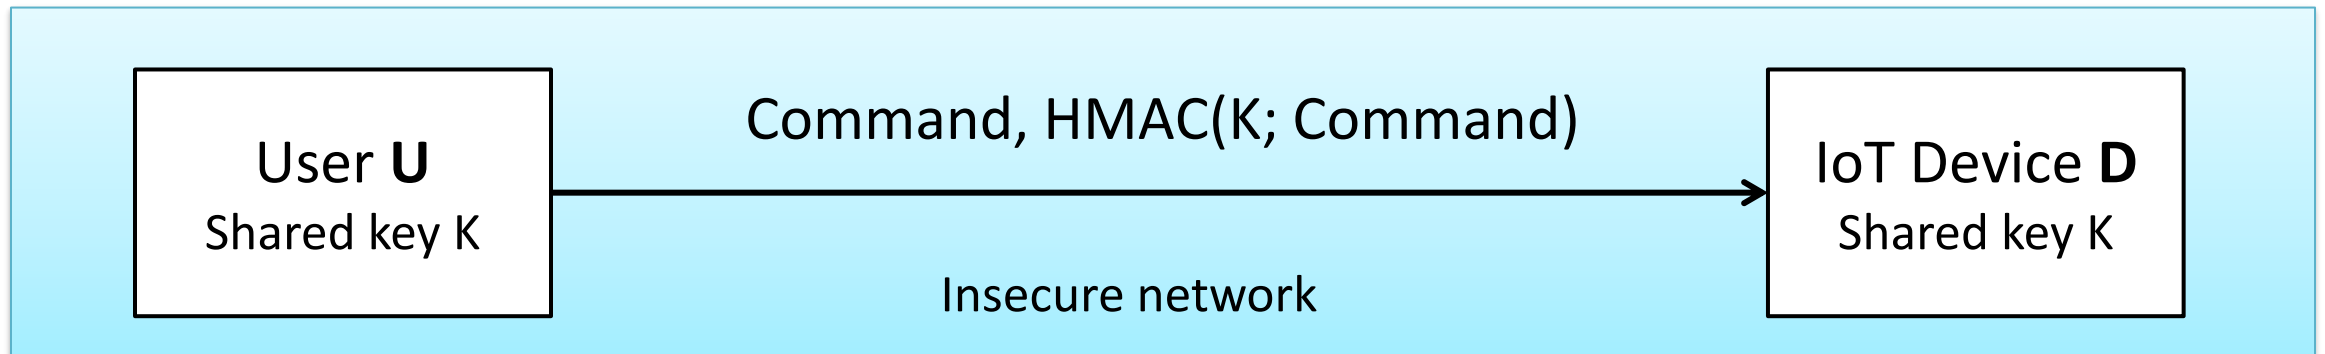 User U
Shared key K
Command, HMAC(K; Command)
Insecure network
IoT Device D
Shared key K